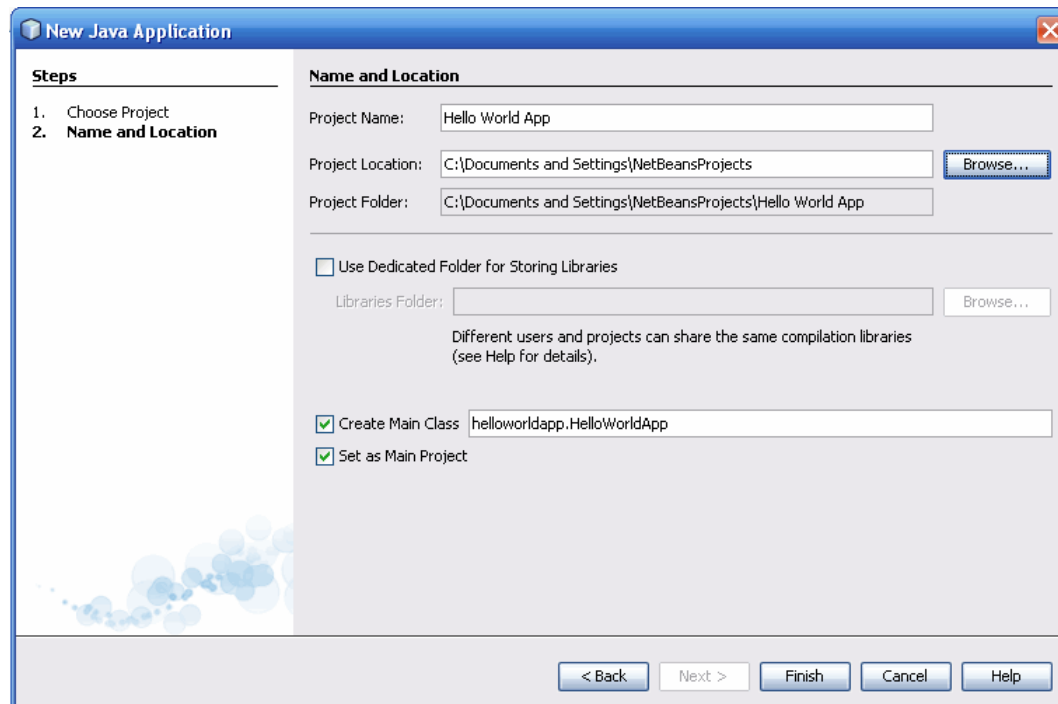 New Java Application
Steps
1. Choose Project
2. Name and Location
Name and Location
Project Name: Hello World App
Project Location: C:\Documents and Settings\NetBeansProjects Browse...
Project Folder: C:\Documents and Settings\NetBeansProjects\Hello World App
Use Dedicated Folder for Storing Libraries
Libraries Folder: Browse...
Different users and projects can share the same compilation libraries
(see Help for details).
Create Main Class helloworldapp.HelloWorldApp
Set as Main Project
< Back Next > Finish Cancel Help